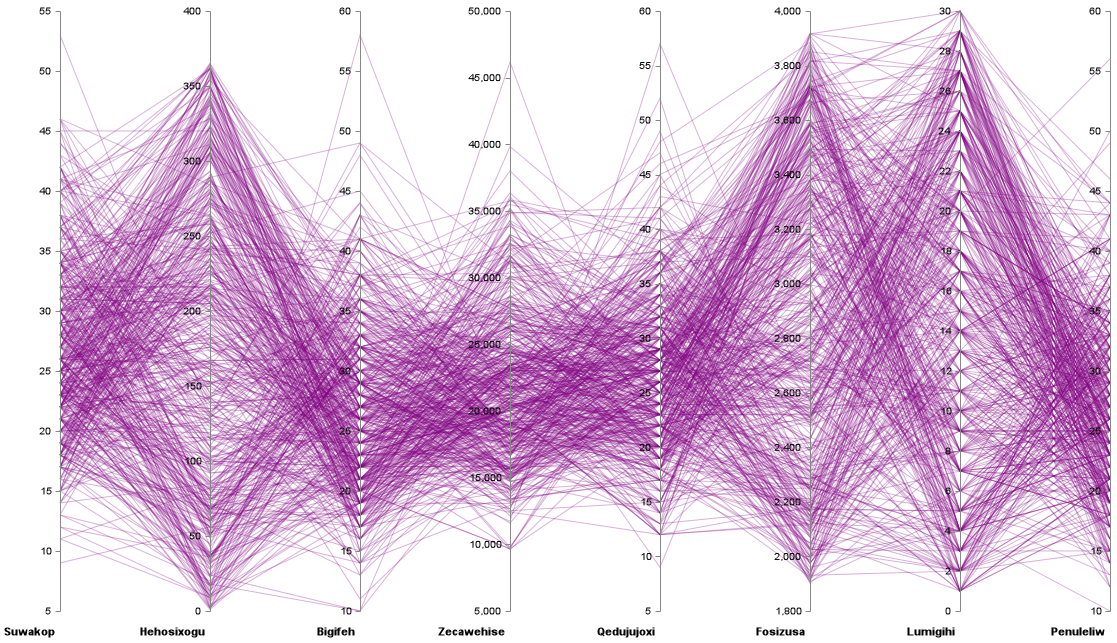 55 400 60 50,000 60 4,000 30 60
50 350 55 45,000 55 3,800 28 55
45 300 50 40,000 50 3,600 26 50
40 250 45 35,000 45 3,400 24 45
35 200 40 30,000 40 3,200 22 40
30 150 35 25,000 35 3,000 20 35
25 100 30 20,000 30 2,800 18 30
20 50 25 15,000 25 2,600 16 25
15 0 20 10,000 20 2,400 14 20
10 15 5,000 15 2,200 12 15
5 10 10 2,000 10 10
5 1,800 8
6
4
2
0
Suwakop Hehosixogu Bigifeh Zecawehise Qedujujoxi Fosizusa Lumigihi Penuleliw